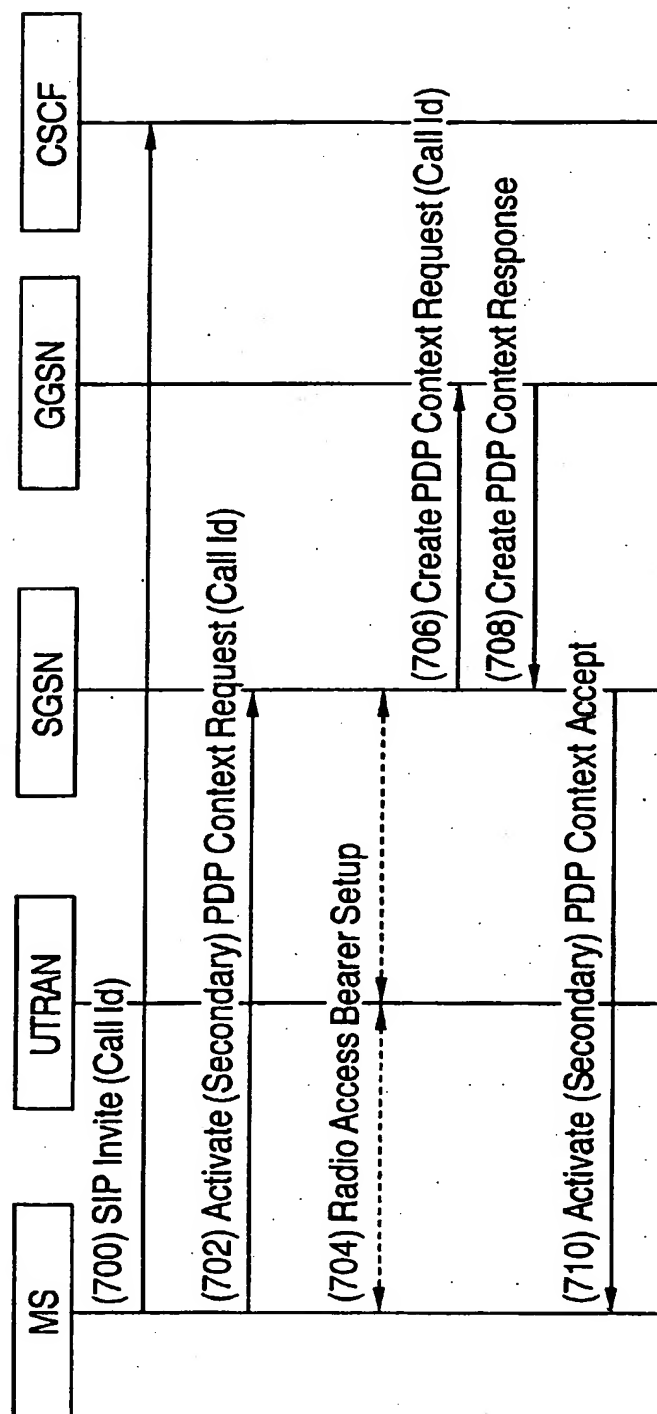 MS
UTRAN
SGSN
GGSN
CSCF
(700) SIP Invite (Call Id)
(702) Activate (Secondary) PDP Context Request (Call Id)
(704) Radio Access Bearer Setup
(706) Create PDP Context Request (Call Id)
(708) Create PDP Context Response
(710) Activate (Secondary) PDP Context Accept